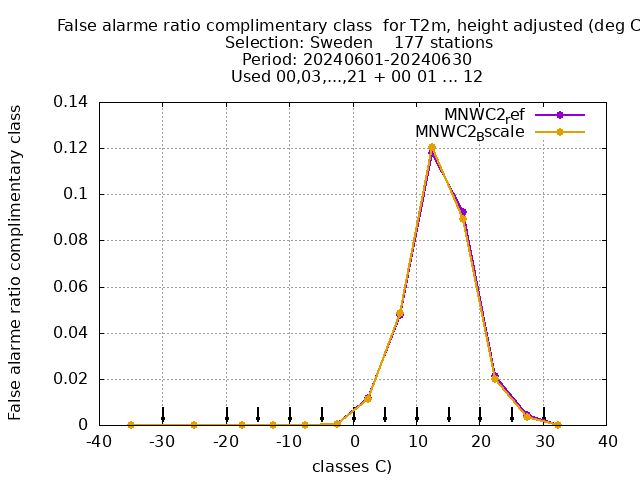 False alarme ratio complimentary class  for T2m, height adjusted (deg C
Selection: Sweden    177 stations
Period: 20240601-20240630
Used 00,03,...,21 + 00 01 ... 12
MNWC2ref
MNWC2Bscale
False alarme ratio complimentary class
0.14
0.12
0.1
0.08
0.06
0.04
0.02
0
-40 -30 -20 -10 0 10 20 30 40
classes C)